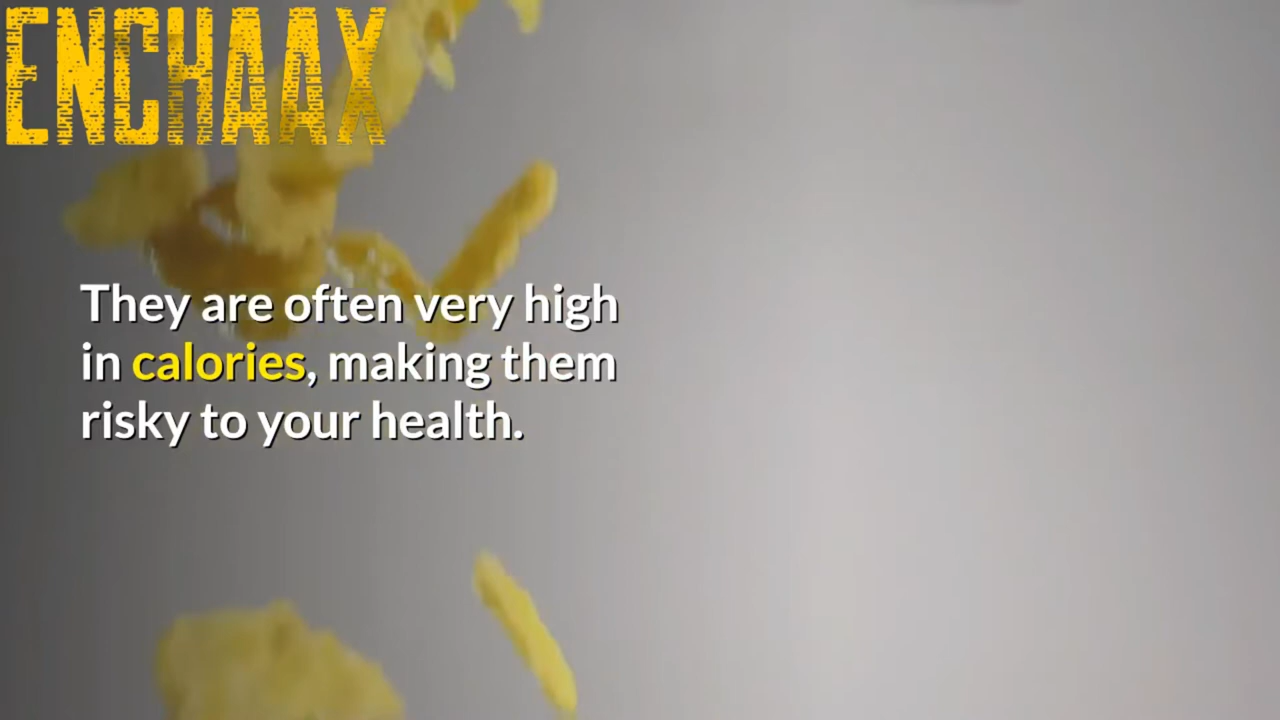 ENCHAAX
They are often very high
in calories, making them
risky to your health.